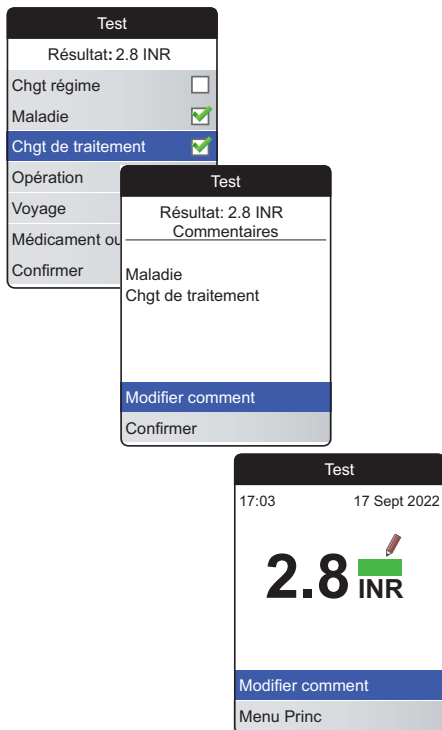 Test
Résultat: 2.8 INR
Chgt régime
Maladie
Chgt de traitement
Opération
Voyage
Médicament ou
Confirmer
Test
Résultat: 2.8 INR
Commentaires
Maladie
Chgt de traitement
Modifier comment
Confirmer
Test
17:03 17 Sept 2022
2.8 INR
Modifier comment
Menu Princ